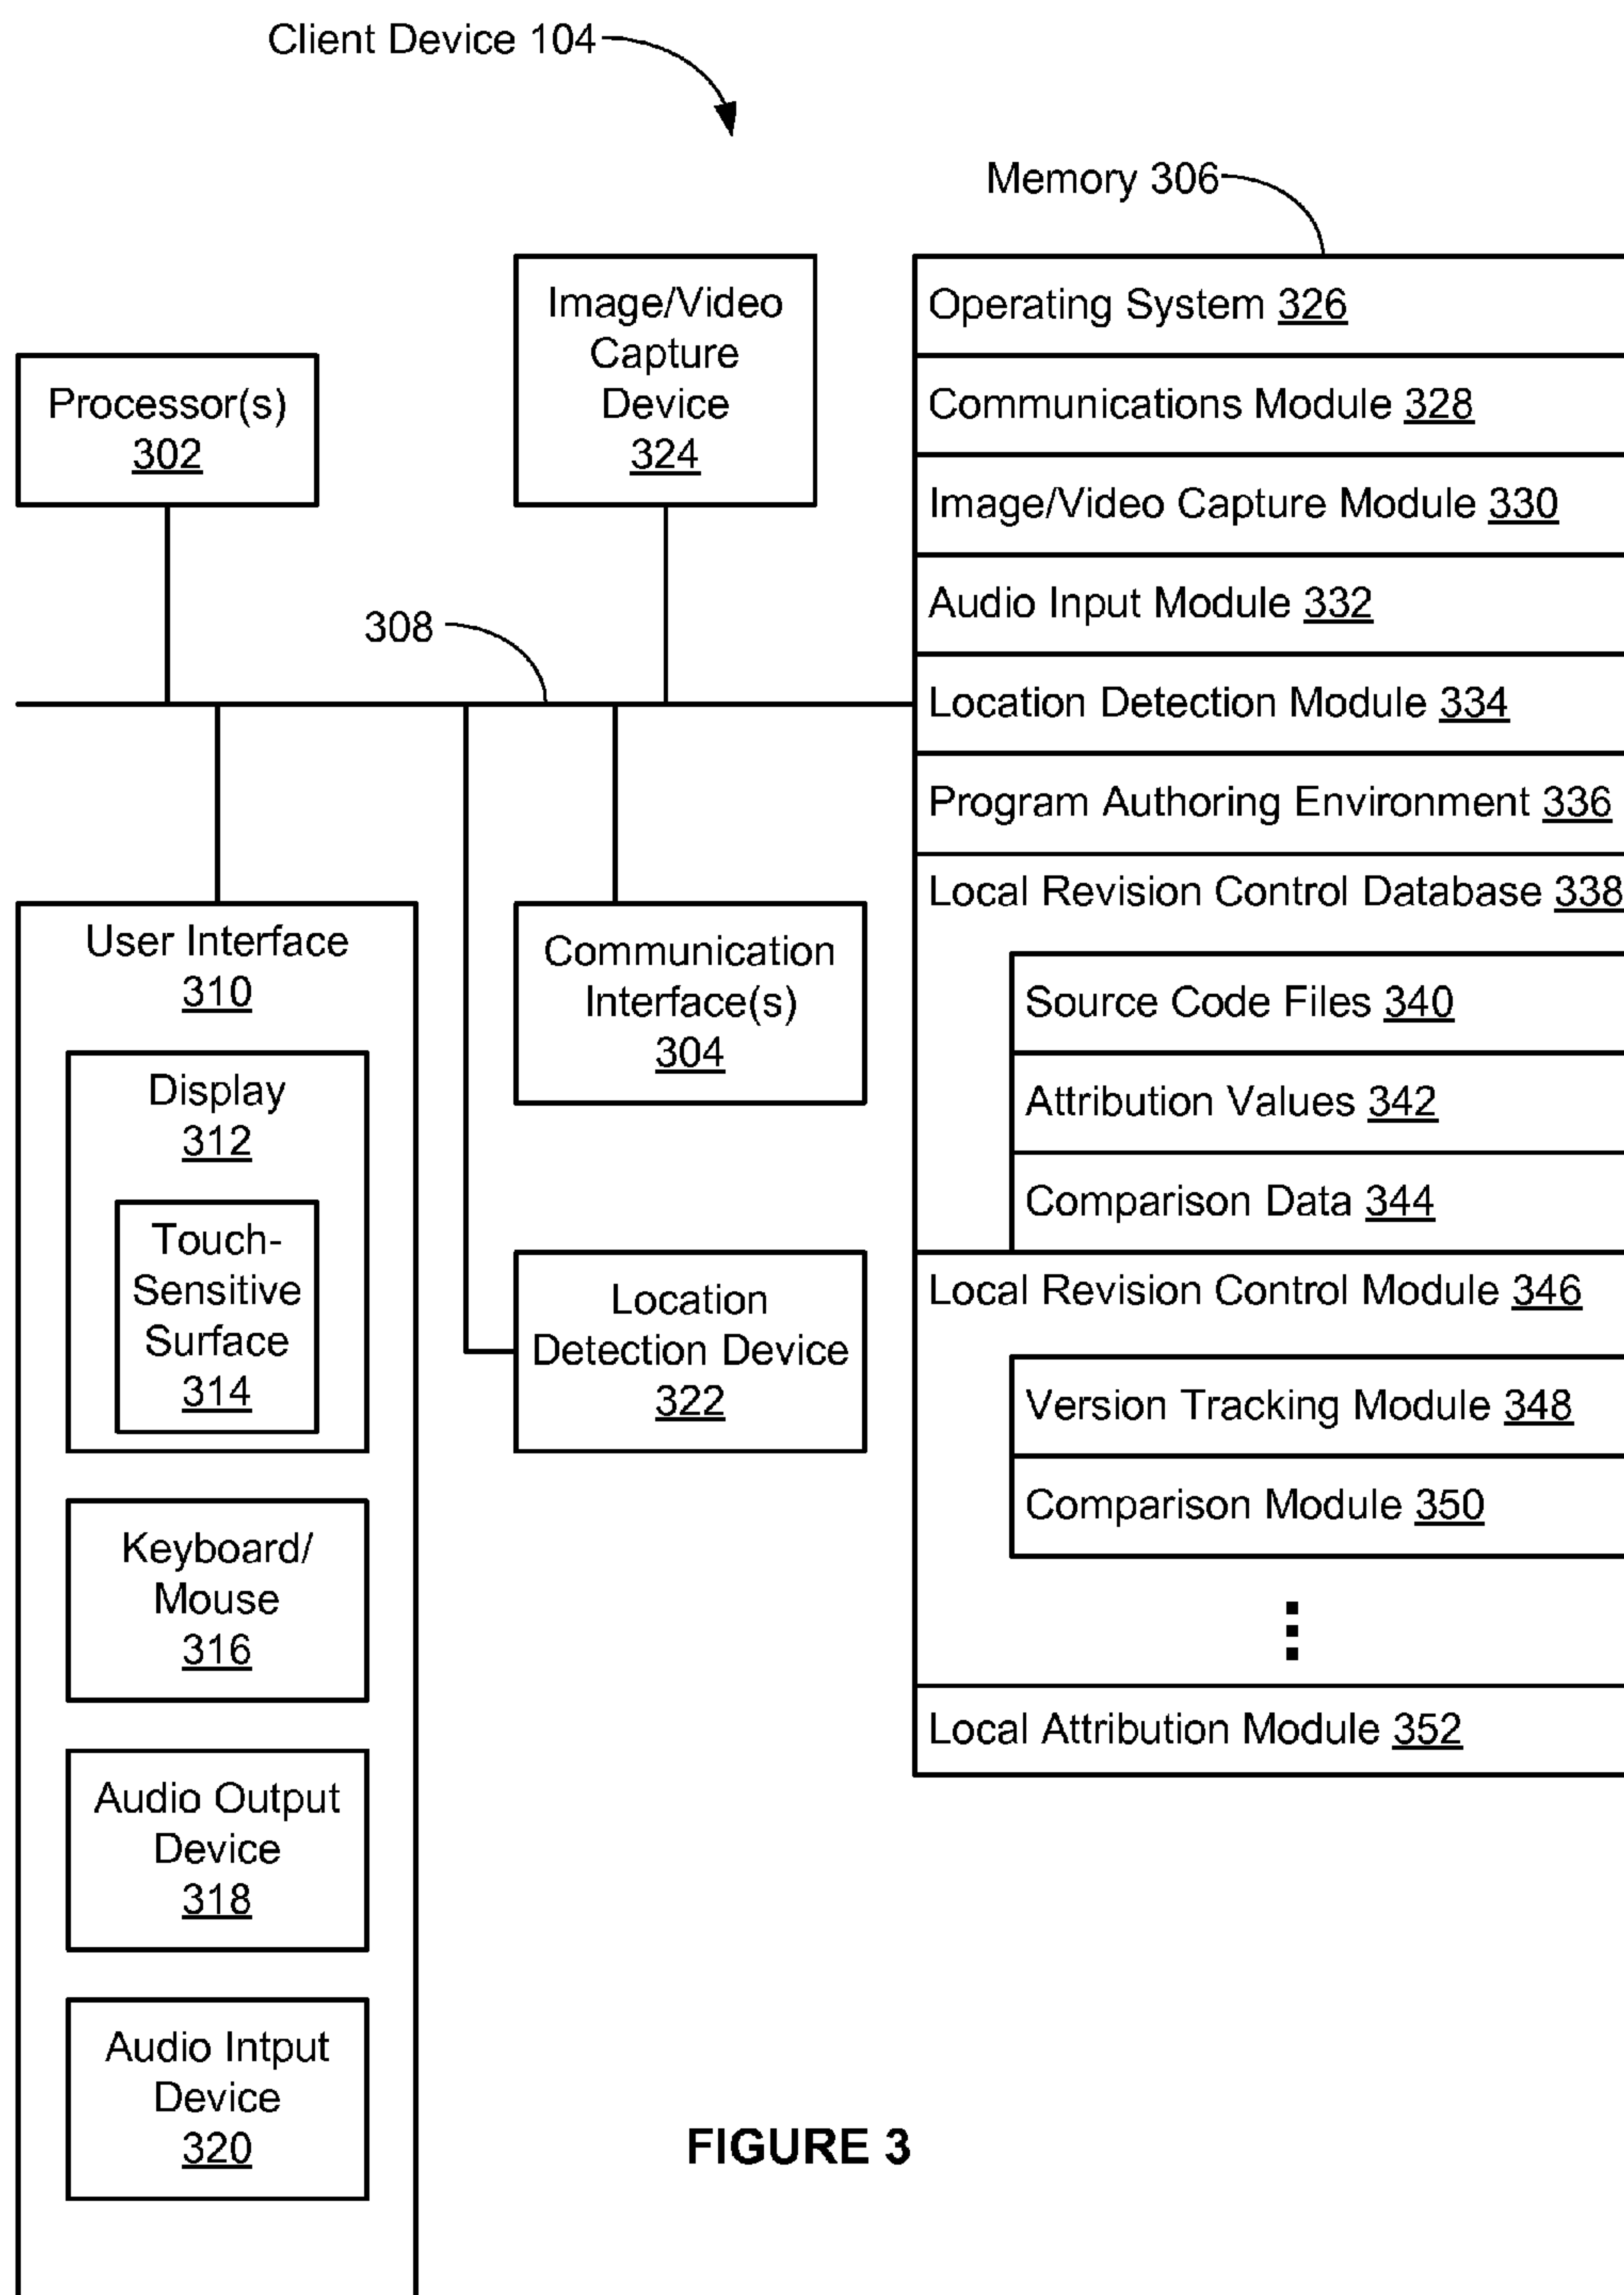 Client Device 104
Memory 306
Image/Video
Capture
Device
324
Processor(s)
302
308
User Interface
310
Display
312
Touch-
Sensitive
Surface
314
Keyboard/
Mouse
316
Audio Output
Device
318
Audio Intput
Device
320
Communication
Interface(s)
304
Location
Detection Device
322
Operating System 326
Communications Module 328
Image/Video Capture Module 330
Audio Input Module 332
Location Detection Module 334
Program Authoring Environment 336
Local Revision Control Database 338
Source Code Files 340
Attribution Values 342
Comparison Data 344
Local Revision Control Module 346
Version Tracking Module 348
Comparison Module 350
Local Attribution Module 352
FIGURE 3